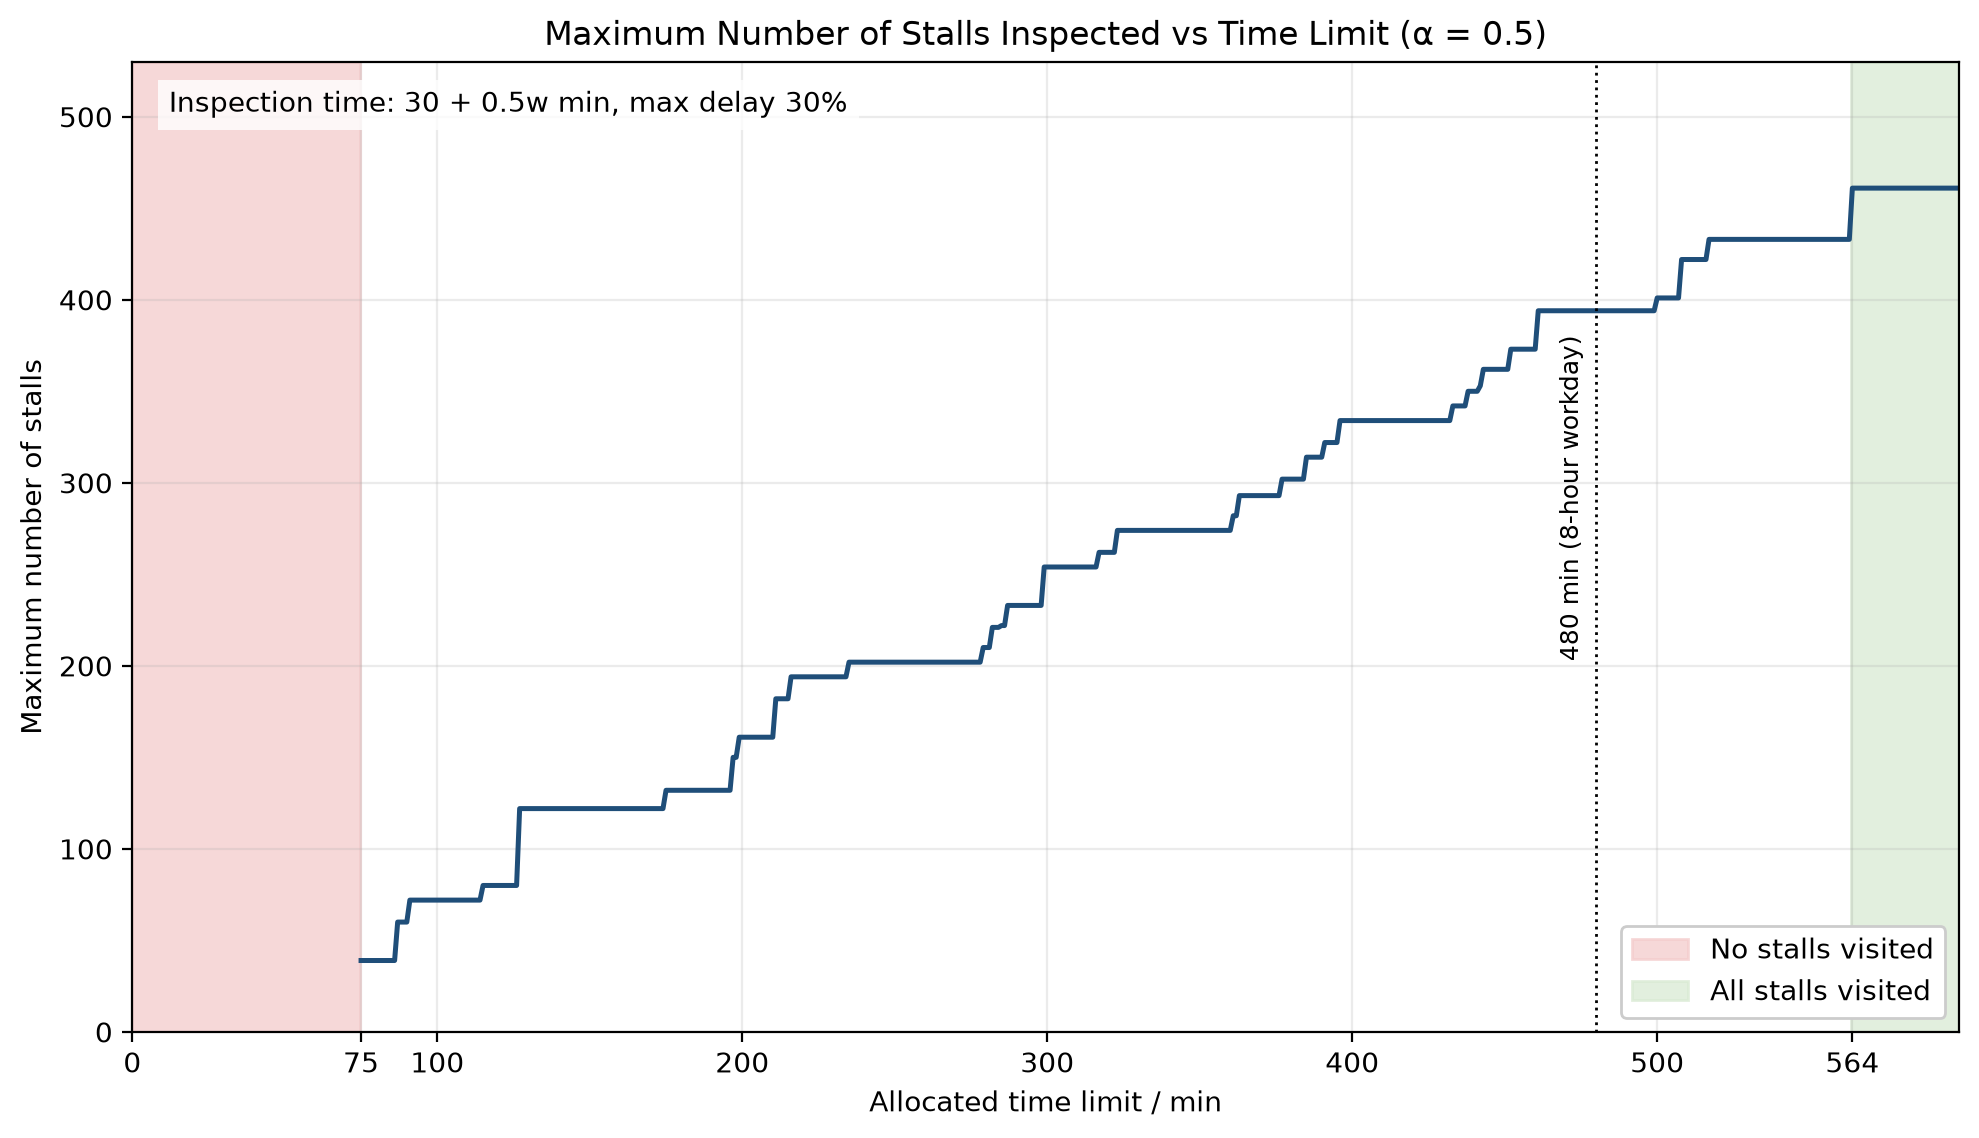 Maximum Number of Stalls Inspected vs Time Limit (α = 0.5)
Inspection time: 30 + 0.5w min, max delay 30%
Maximum number of stalls
500
400
300
200
100
0
480 min (8-hour workday)
No stalls visited
All stalls visited
0 75 100 200 300 400 500 564
Allocated time limit / min